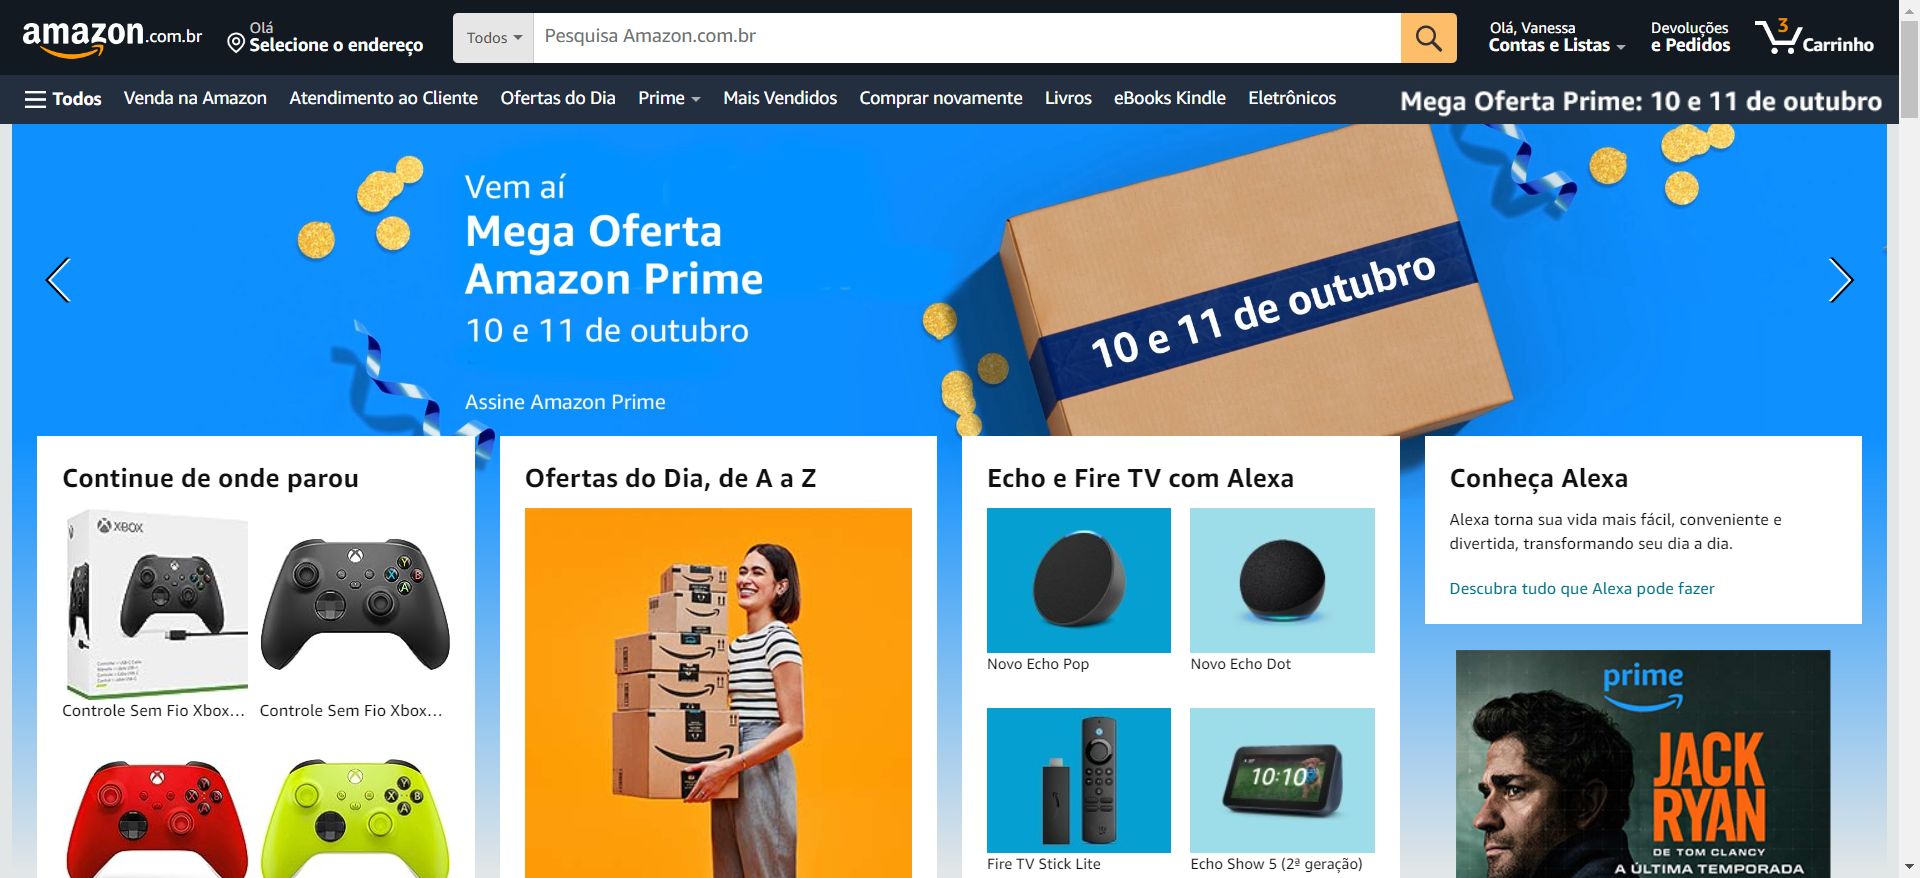 amazon.com.br
Olá
Selecione o endereço
Todos
Pesquisa Amazon.com.br
Olá, Vanessa
Contas e Listas
Devoluções
e Pedidos
3
Carrinho
Todos
Venda na Amazon
Atendimento ao Cliente
Ofertas do Dia
Prime
Mais Vendidos
Comprar novamente
Livros
eBooks Kindle
Eletrônicos
Mega Oferta Prime: 10 e 11 de outubro
Vem aí
Mega Oferta
Amazon Prime
10 e 11 de outubro
Assine Amazon Prime
10 e 11 de outubro
Continue de onde parou
XBOX
Controle Sem Fio Xbox...
Controle Sem Fio Xbox...
Y
X
B
A
X
Y
B
A
Ofertas do Dia, de A a Z
Echo e Fire TV com Alexa
Novo Echo Pop
Novo Echo Dot
Fire TV Stick Lite
10:10
Echo Show 5 (2ª geração)
Conheça Alexa
Alexa torna sua vida mais fácil, conveniente e
divertida, transformando seu dia a dia.
Descubra tudo que Alexa pode fazer
prime
JACK
RYAN
DE TOM CLANCY
A ÚLTIMA TEMPORADA